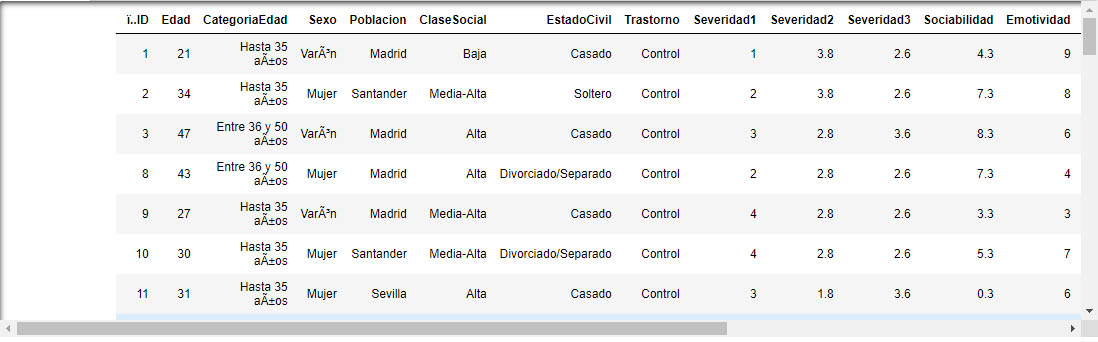 ï..ID Edad CategoriaEdad Sexo Poblacion ClaseSocial EstadoCivil Trastorno Severidad1 Severidad2 Severidad3 Sociabilidad Emotividad
1 21 Hasta 35 aÃ±os VarÃ³n Madrid Baja Casado Control 1 3.8 2.6 4.3 9
2 34 Hasta 35 aÃ±os Mujer Santander Media-Alta Soltero Control 2 3.8 2.6 7.3 8
3 47 Entre 36 y 50 aÃ±os VarÃ³n Madrid Alta Casado Control 3 2.8 3.6 8.3 6
8 43 Entre 36 y 50 aÃ±os Mujer Madrid Alta Divorciado/Separado Control 2 2.8 2.6 7.3 4
9 27 Hasta 35 aÃ±os VarÃ³n Madrid Media-Alta Casado Control 4 2.8 2.6 3.3 3
10 30 Hasta 35 aÃ±os Mujer Santander Media-Alta Divorciado/Separado Control 4 2.8 2.6 5.3 7
11 31 Hasta 35 aÃ±os Mujer Sevilla Alta Casado Control 3 1.8 3.6 0.3 6